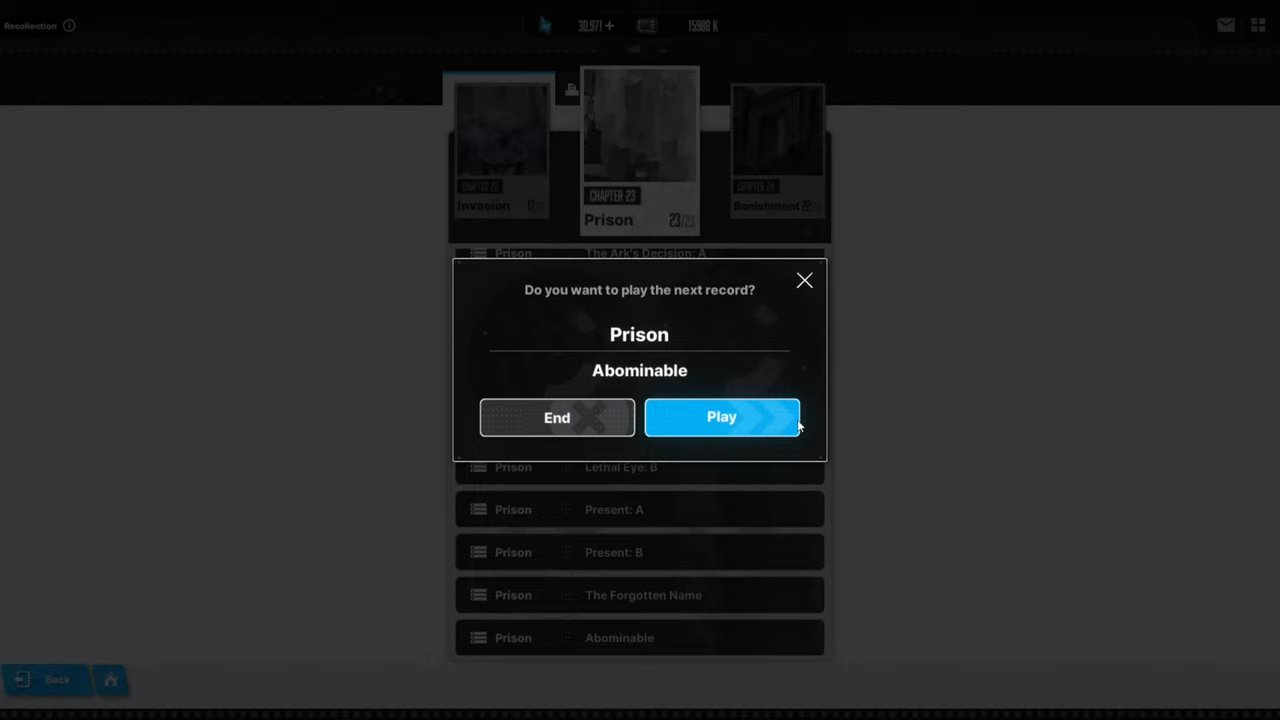 Recollection
30,971 +
15988 K
CHAPTER 22
CHAPTER 23
CHAPTER 24
Invasion
Prison 23/23
Banishment
Prison The Ark's Decision: A
Do you want to play the next record?
Prison
Abominable
End
Play
Prison Lethal Eye: B
Prison Present: A
Prison Present: B
Prison The Forgotten Name
Prison Abominable
Back